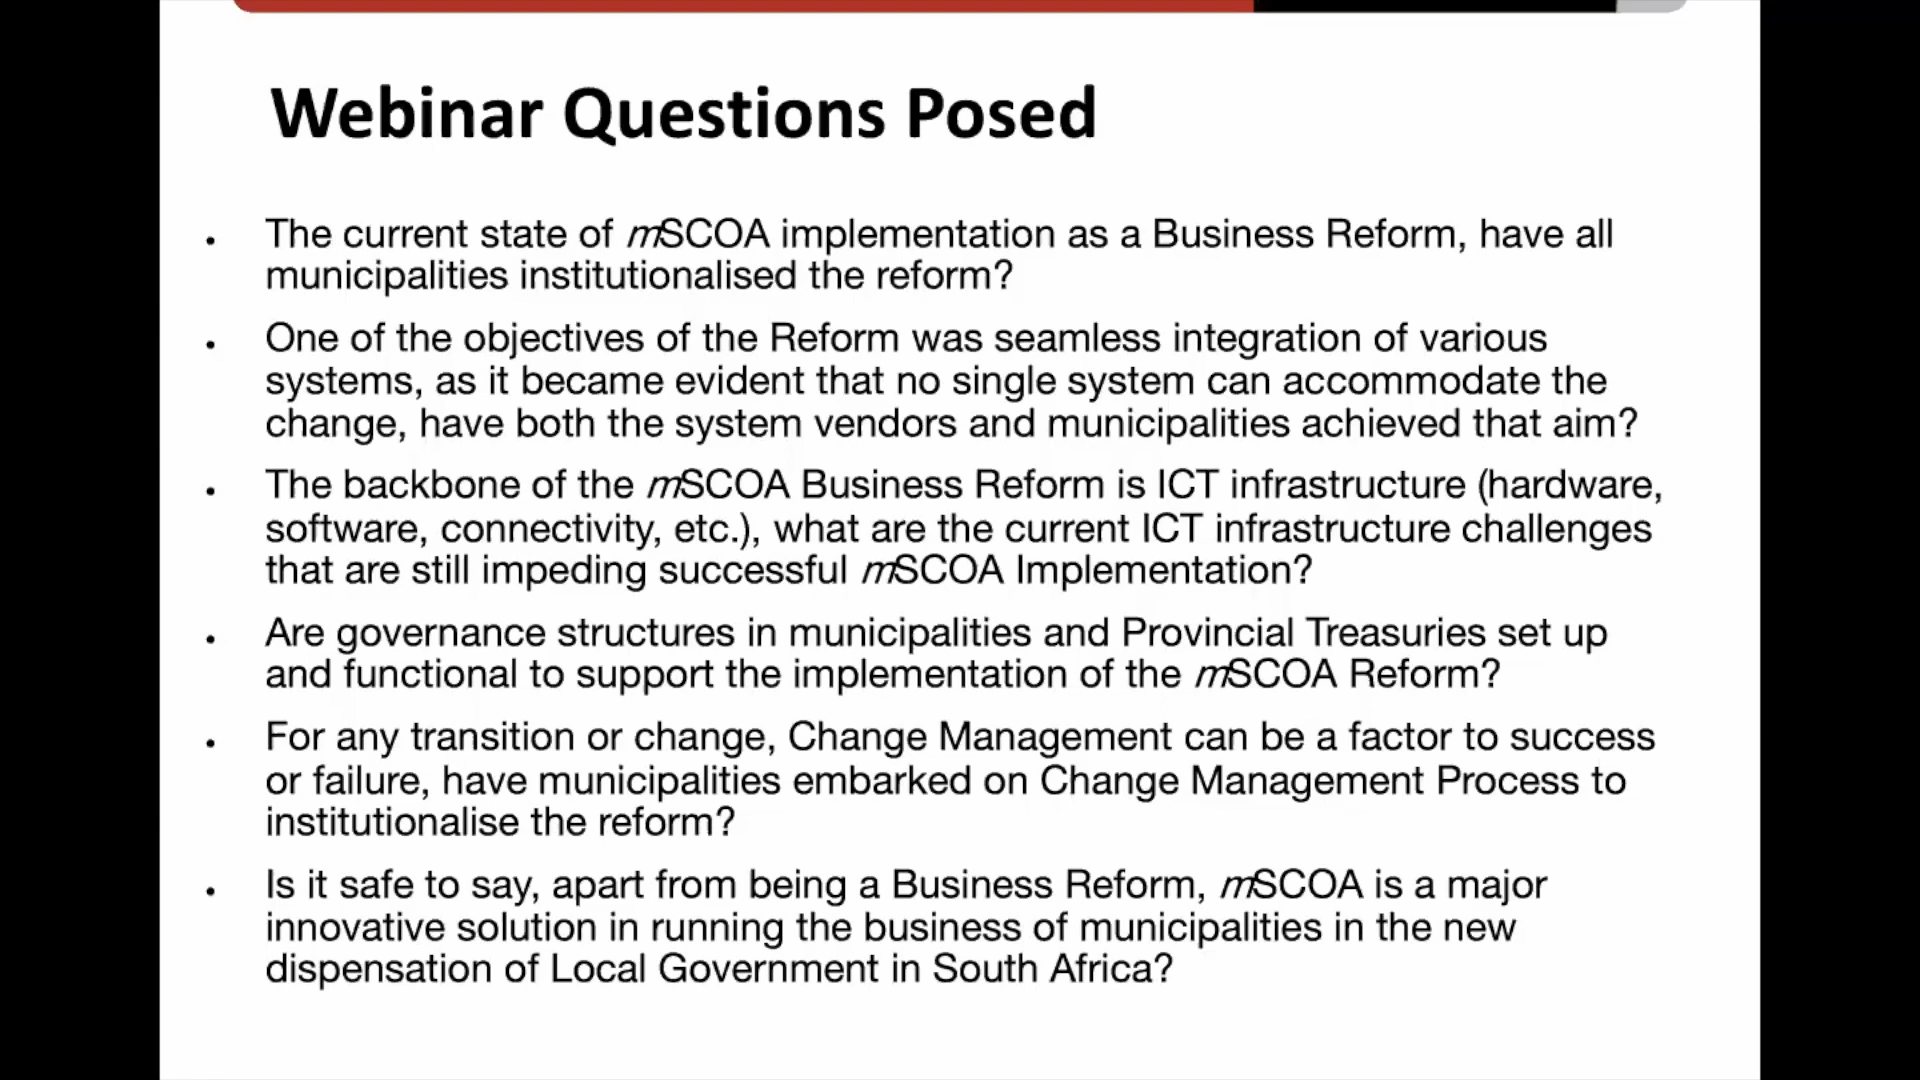 Webinar Questions Posed
• The current state of mSCOA implementation as a Business Reform, have all
municipalities institutionalised the reform?
• One of the objectives of the Reform was seamless integration of various
systems, as it became evident that no single system can accommodate the
change, have both the system vendors and municipalities achieved that aim?
• The backbone of the mSCOA Business Reform is ICT infrastructure (hardware,
software, connectivity, etc.), what are the current ICT infrastructure challenges
that are still impeding successful mSCOA Implementation?
• Are governance structures in municipalities and Provincial Treasuries set up
and functional to support the implementation of the mSCOA Reform?
• For any transition or change, Change Management can be a factor to success
or failure, have municipalities embarked on Change Management Process to
institutionalise the reform?
• Is it safe to say, apart from being a Business Reform, mSCOA is a major
innovative solution in running the business of municipalities in the new
dispensation of Local Government in South Africa?